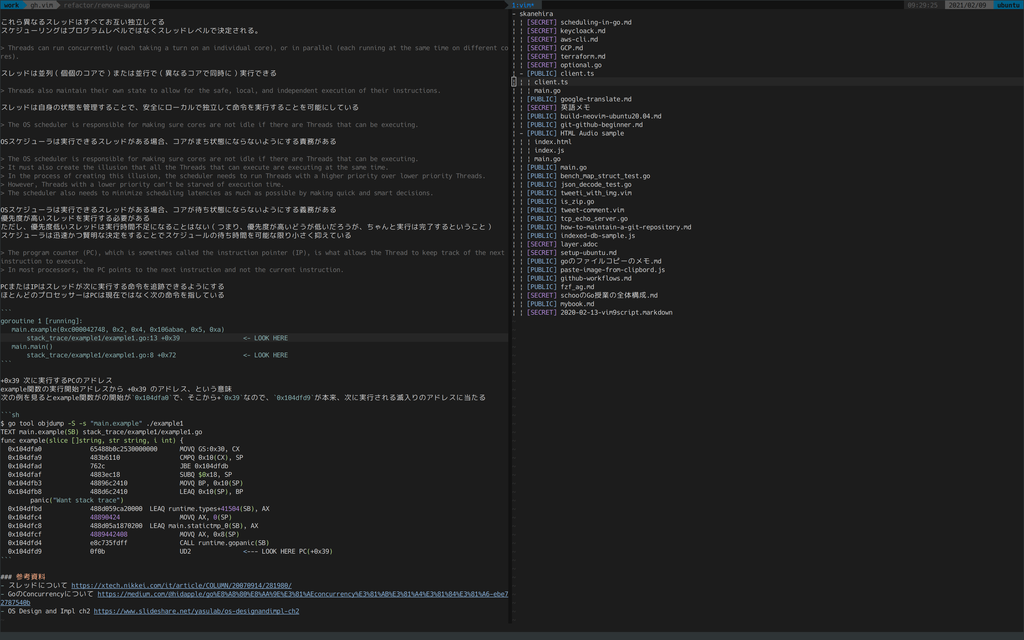 work gh.vim refactor/remove-augroup 1:vim* 09:29:25 2021/02/09 ubuntu
これら異なるスレッドはすべてお互い独立してる
スケジューリングはプログラムレベルではなくスレッドレベルで決定される。
> Threads can run concurrently (each taking a turn on an individual core), or in parallel (each running at the same time on different co
res).
スレッドは並列(個個のコアで)または並行で(異なるコアで同時に)実行できる
> Threads also maintain their own state to allow for the safe, local, and independent execution of their instructions.
スレッドは自身の状態を管理することで、安全にローカルで独立して命令を実行することを可能にしている
> The OS scheduler is responsible for making sure cores are not idle if there are Threads that can be executing.
OSスケジューラは実行できるスレッドがある場合、コアがまち状態にならないようにする責務がある
> The OS scheduler is responsible for making sure cores are not idle if there are Threads that can be executing.
> It must also create the illusion that all the Threads that can execute are executing at the same time.
> In the process of creating this illusion, the scheduler needs to run Threads with a higher priority over lower priority Threads.
> However, Threads with a lower priority can't be starved of execution time.
> The scheduler also needs to minimize scheduling latencies as much as possible by making quick and smart decisions.
OSスケジューラは実行できるスレッドがある場合、コアが待ち状態にならないようにする義務がある
優先度が高いスレッドを実行する必要がある
ただし、優先度低いスレッドは実行時間不足になることはない(つまり、優先度が高いどうが低いだろうが、ちゃんと実行は完了するということ)
スケジューラは迅速かつ賢明な決定をすることでスケジュールの待ち時間を可能な限り小さく抑えている
> The program counter (PC), which is sometimes called the instruction pointer (IP), is what allows the Thread to keep track of the next
instruction to execute.
> In most processors, the PC points to the next instruction and not the current instruction.
PCまたはIPはスレッドが次に実行する命令を追跡できるようにする
ほとんどのプロセッサーはPCは現在ではなく次の命令を指している
```
goroutine 1 [running]:
main.example(0xc000042748, 0x2, 0x4, 0x106abae, 0x5, 0xa)
stack_trace/example1/example1.go:13 +0x39 <- LOOK HERE
main.main()
stack_trace/example1/example1.go:8 +0x72 <- LOOK HERE
```
+0x39 次に実行するPCのアドレス
example関数の実行開始アドレスから +0x39 のアドレス、という意味
次の例を見るとexample関数がの開始が`0x104dfa0`で、そこから+`0x39`なので、`0x104dfd9`が本来、次に実行される滅入りのアドレスに当たる
```sh
$ go tool objdump -S -s "main.example" ./example1
TEXT main.example(SB) stack_trace/example1/example1.go
func example(slice []string, str string, i int) {
0x104dfa0 65488b0c2530000000 MOVQ GS:0x30, CX
0x104dfa9 483b6110 CMPQ 0x10(CX), SP
0x104dfad 762c JBE 0x104dfdb
0x104dfaf 4883ec18 SUBQ $0x18, SP
0x104dfb3 48896c2410 MOVQ BP, 0x10(SP)
0x104dfb8 488d6c2410 LEAQ 0x10(SP), BP
panic("Want stack trace")
0x104dfbd 488d059ca20000 LEAQ runtime.types+41504(SB), AX
0x104dfc4 48890424 MOVQ AX, 0(SP)
0x104dfc8 488d05a1870200 LEAQ main.statictmp_0(SB), AX
0x104dfcf 4889442408 MOVQ AX, 0x8(SP)
0x104dfd4 e8c735fdff CALL runtime.gopanic(SB)
0x104dfd9 0f0b UD2 <--- LOOK HERE PC(+0x39)
```
### 参考資料
- スレッドについて https://xtech.nikkei.com/it/article/COLUMN/20070914/281980/
- GoのConcurrencyについて https://medium.com/@hidapple/go%E8%A8%80%E8%AA%9E%E3%81%AEconcurrency%E3%81%AB%E3%81%A4%E3%81%84%E3%81%A6-ebe7
2787540b
- OS Design and Impl ch2 https://www.slideshare.net/yasulab/os-designandimpl-ch2
- skanehira
¦ ¦ [SECRET] scheduling-in-go.md
¦ ¦ [SECRET] keycloack.md
¦ ¦ [SECRET] aws-cli.md
¦ ¦ [SECRET] GCP.md
¦ ¦ [SECRET] terraform.md
¦ ¦ [SECRET] optional.go
¦ - [PUBLIC] client.ts
¦ ¦ ¦ client.ts
¦ ¦ ¦ main.go
¦ ¦ [PUBLIC] google-translate.md
¦ ¦ [SECRET] 英語メモ
¦ ¦ [PUBLIC] build-neovim-ubuntu20.04.md
¦ ¦ [PUBLIC] git-github-beginner.md
¦ - [PUBLIC] HTML Audio sample
¦ ¦ ¦ index.html
¦ ¦ ¦ index.js
¦ ¦ ¦ main.go
¦ ¦ [PUBLIC] main.go
¦ ¦ [PUBLIC] bench_map_struct_test.go
¦ ¦ [PUBLIC] json_decode_test.go
¦ ¦ [PUBLIC] tweeti_with_img.vim
¦ ¦ [PUBLIC] is_zip.go
¦ ¦ [PUBLIC] tweet-comment.vim
¦ ¦ [PUBLIC] tcp_echo_server.go
¦ ¦ [PUBLIC] how-to-maintain-a-git-repository.md
¦ ¦ [PUBLIC] indexed-db-sample.js
¦ ¦ [SECRET] layer.adoc
¦ ¦ [SECRET] setup-ubuntu.md
¦ ¦ [PUBLIC] goのファイルコピーのメモ.md
¦ ¦ [PUBLIC] paste-image-from-clipbord.js
¦ ¦ [PUBLIC] github-workflows.md
¦ ¦ [PUBLIC] fzf_ag.md
¦ ¦ [SECRET] schooのGo授業の全体構成.md
¦ ¦ [PUBLIC] mybook.md
¦ ¦ [SECRET] 2020-02-13-vim9script.markdown